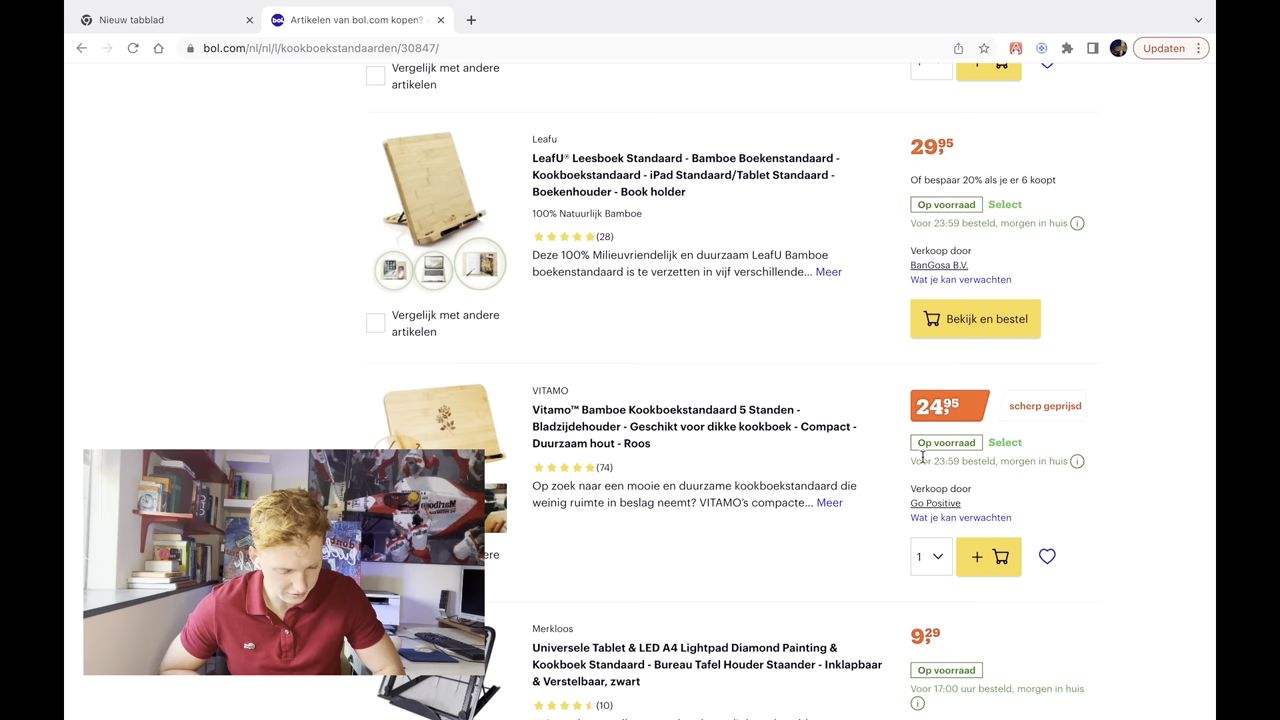 Nieuw tabblad
Artikelen van bol.com kopen?
bol.com/nl/nl/l/kookboekstandaarden/30847/
Updaten
Vergelijk met andere
artikelen
Leafu
LeafU® Leesboek Standaard - Bamboe Boekenstandaard -
Kookboekstandaard - iPad Standaard/Tablet Standaard -
Boekenhouder - Book holder
100% Natuurlijk Bamboe
(28)
Deze 100% Milieuvriendelijk en duurzaam LeafU Bamboe
boekenstandaard is te verzetten in vijf verschillende... Meer
Vergelijk met andere
artikelen
29,95
Of bespaar 20% als je er 6 koopt
Op voorraad Select
Voor 23:59 besteld, morgen in huis
Verkoop door
BanGosa B.V.
Wat je kan verwachten
Bekijk en bestel
VITAMO
Vitamo™ Bamboe Kookboekstandaard 5 Standen -
Bladzijdehouder - Geschikt voor dikke kookboek - Compact -
Duurzaam hout - Roos
(74)
Op zoek naar een mooie en duurzame kookboekstandaard die
weinig ruimte in beslag neemt? VITAMO's compacte... Meer
ere
24,95
scherp geprijsd
Op voorraad Select
Voor 23:59 besteld, morgen in huis
Verkoop door
Go Positive
Wat je kan verwachten
1
Merkloos
Universele Tablet & LED A4 Lightpad Diamond Painting &
Kookboek Standaard - Bureau Tafel Houder Staander - Inklapbaar
& Verstelbaar, zwart
(10)
9,29
Op voorraad
Voor 17:00 uur besteld, morgen in huis
Marlboro